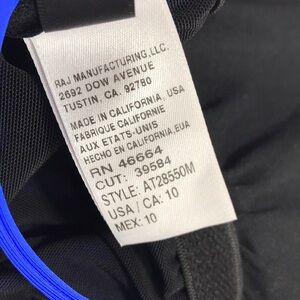 RAJ MANUFACTURING, LLC.
2692 DOW AVENUE
TUSTIN, CA. 92780
MADE IN CALIFORNIA, USA
FABRIQUE CALIFORNIE
AUX ETATS-UNIS
HECHO EN CALIFORNIA,EUA
RN 46664
CUT: 39584
STYLE: AT28550M
USA / CA: 10
MEX: 10